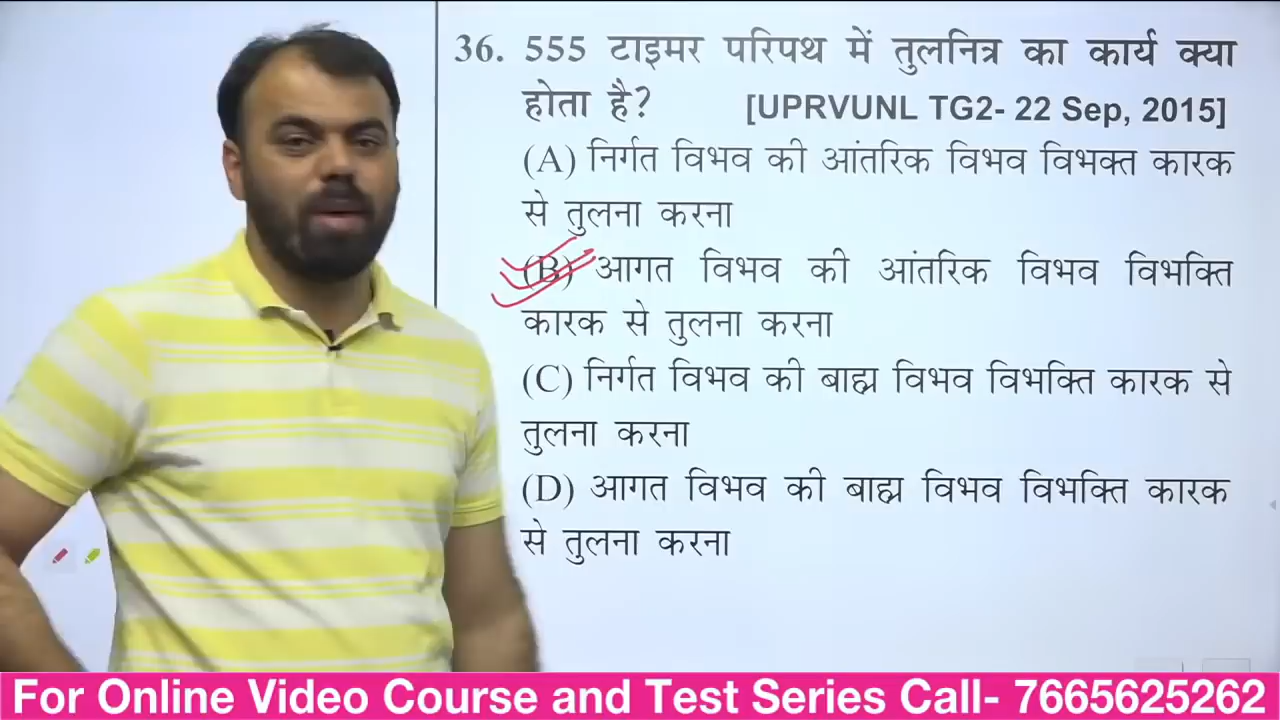 36. 555 टाइमर परिपथ में तुलनित्र का कार्य क्या
होता है? [UPRVUNL TG2- 22 Sep, 2015]
(A) निर्गत विभव की आंतरिक विभव विभक्त कारक
से तुलना करना
(B) आगत विभव की आंतरिक विभव विभक्ति
कारक से तुलना करना
(C) निर्गत विभव की बाह्य विभव विभक्ति कारक से
तुलना करना
(D) आगत विभव की बाह्य विभव विभक्ति कारक
से तुलना करना
For Online Video Course and Test Series Call- 7665625262